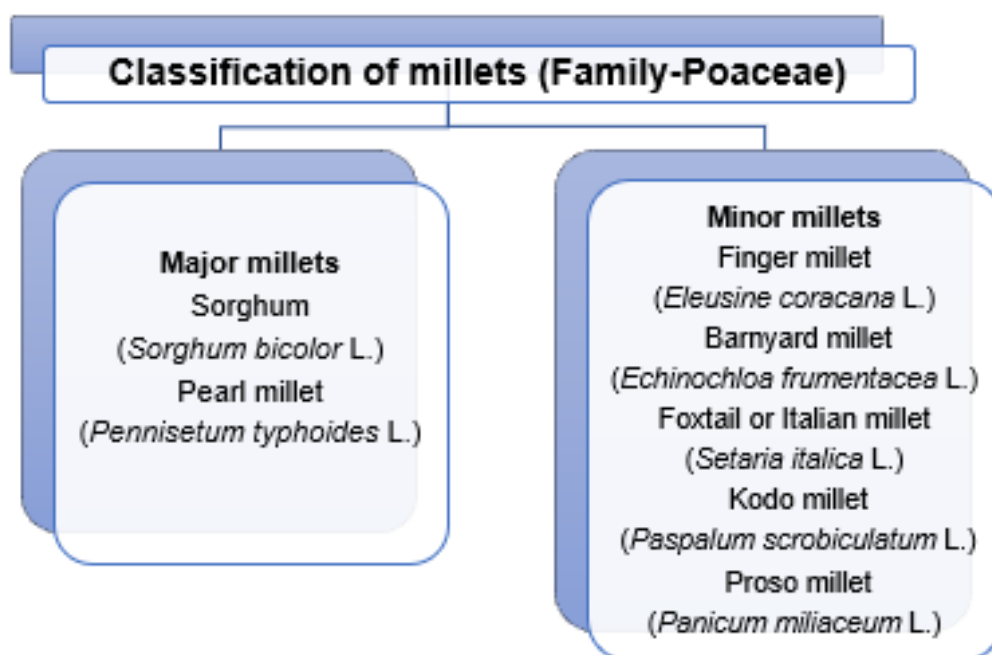 Classification of millets (Family-Poaceae)
Major millets
Sorghum
(Sorghum bicolor L.)
Pearl millet
(Pennisetum typhoides L.)
Minor millets
Finger millet
(Eleusine coracana L.)
Barnyard millet
(Echinochloa frumentacea L.)
Foxtail or Italian millet
(Setaria italica L.)
Kodo millet
(Paspalum scrobiculatum L.)
Proso millet
(Panicum miliaceum L.)